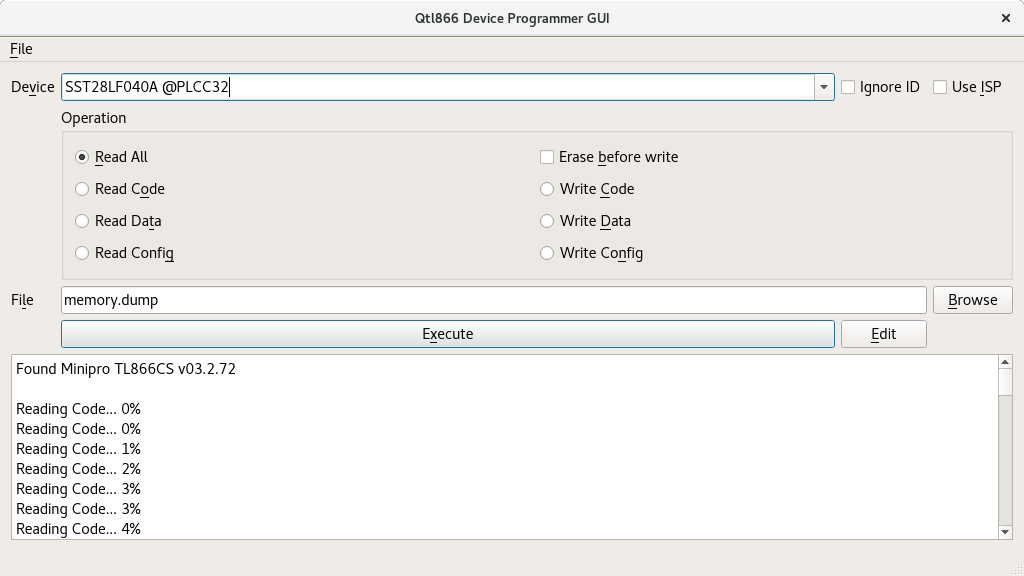 Qtl866 Device Programmer GUI
File
Device SST28LF040A @PLCC32 Ignore ID Use ISP
Operation
Read All Erase before write
Read Code Write Code
Read Data Write Data
Read Config Write Config
File memory.dump Browse
Execute Edit
Found Minipro TL866CS v03.2.72
Reading Code... 0%
Reading Code... 0%
Reading Code... 1%
Reading Code... 2%
Reading Code... 3%
Reading Code... 3%
Reading Code... 4%